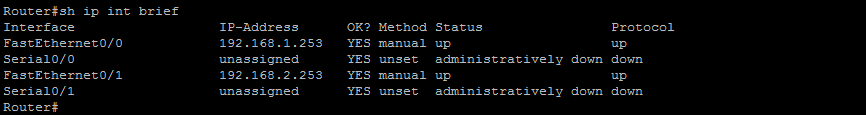 Router#sh ip int brief
Interface                  IP-Address      OK? Method Status                Protocol
FastEthernet0/0            192.168.1.253   YES manual up                    up
Serial0/0                  unassigned      YES unset  administratively down down
FastEthernet0/1            192.168.2.253   YES manual up                    up
Serial0/1                  unassigned      YES unset  administratively down down
Router#